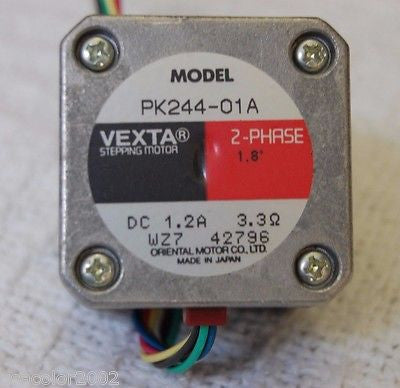 MODEL
PK244-01A
VEXTA®
STEPPING MOTOR
2-PHASE
1.8°
DC 1.2A 3.3Ω
WZ7 42796
ORIENTAL MOTOR CO., LTD.
MADE IN JAPAN